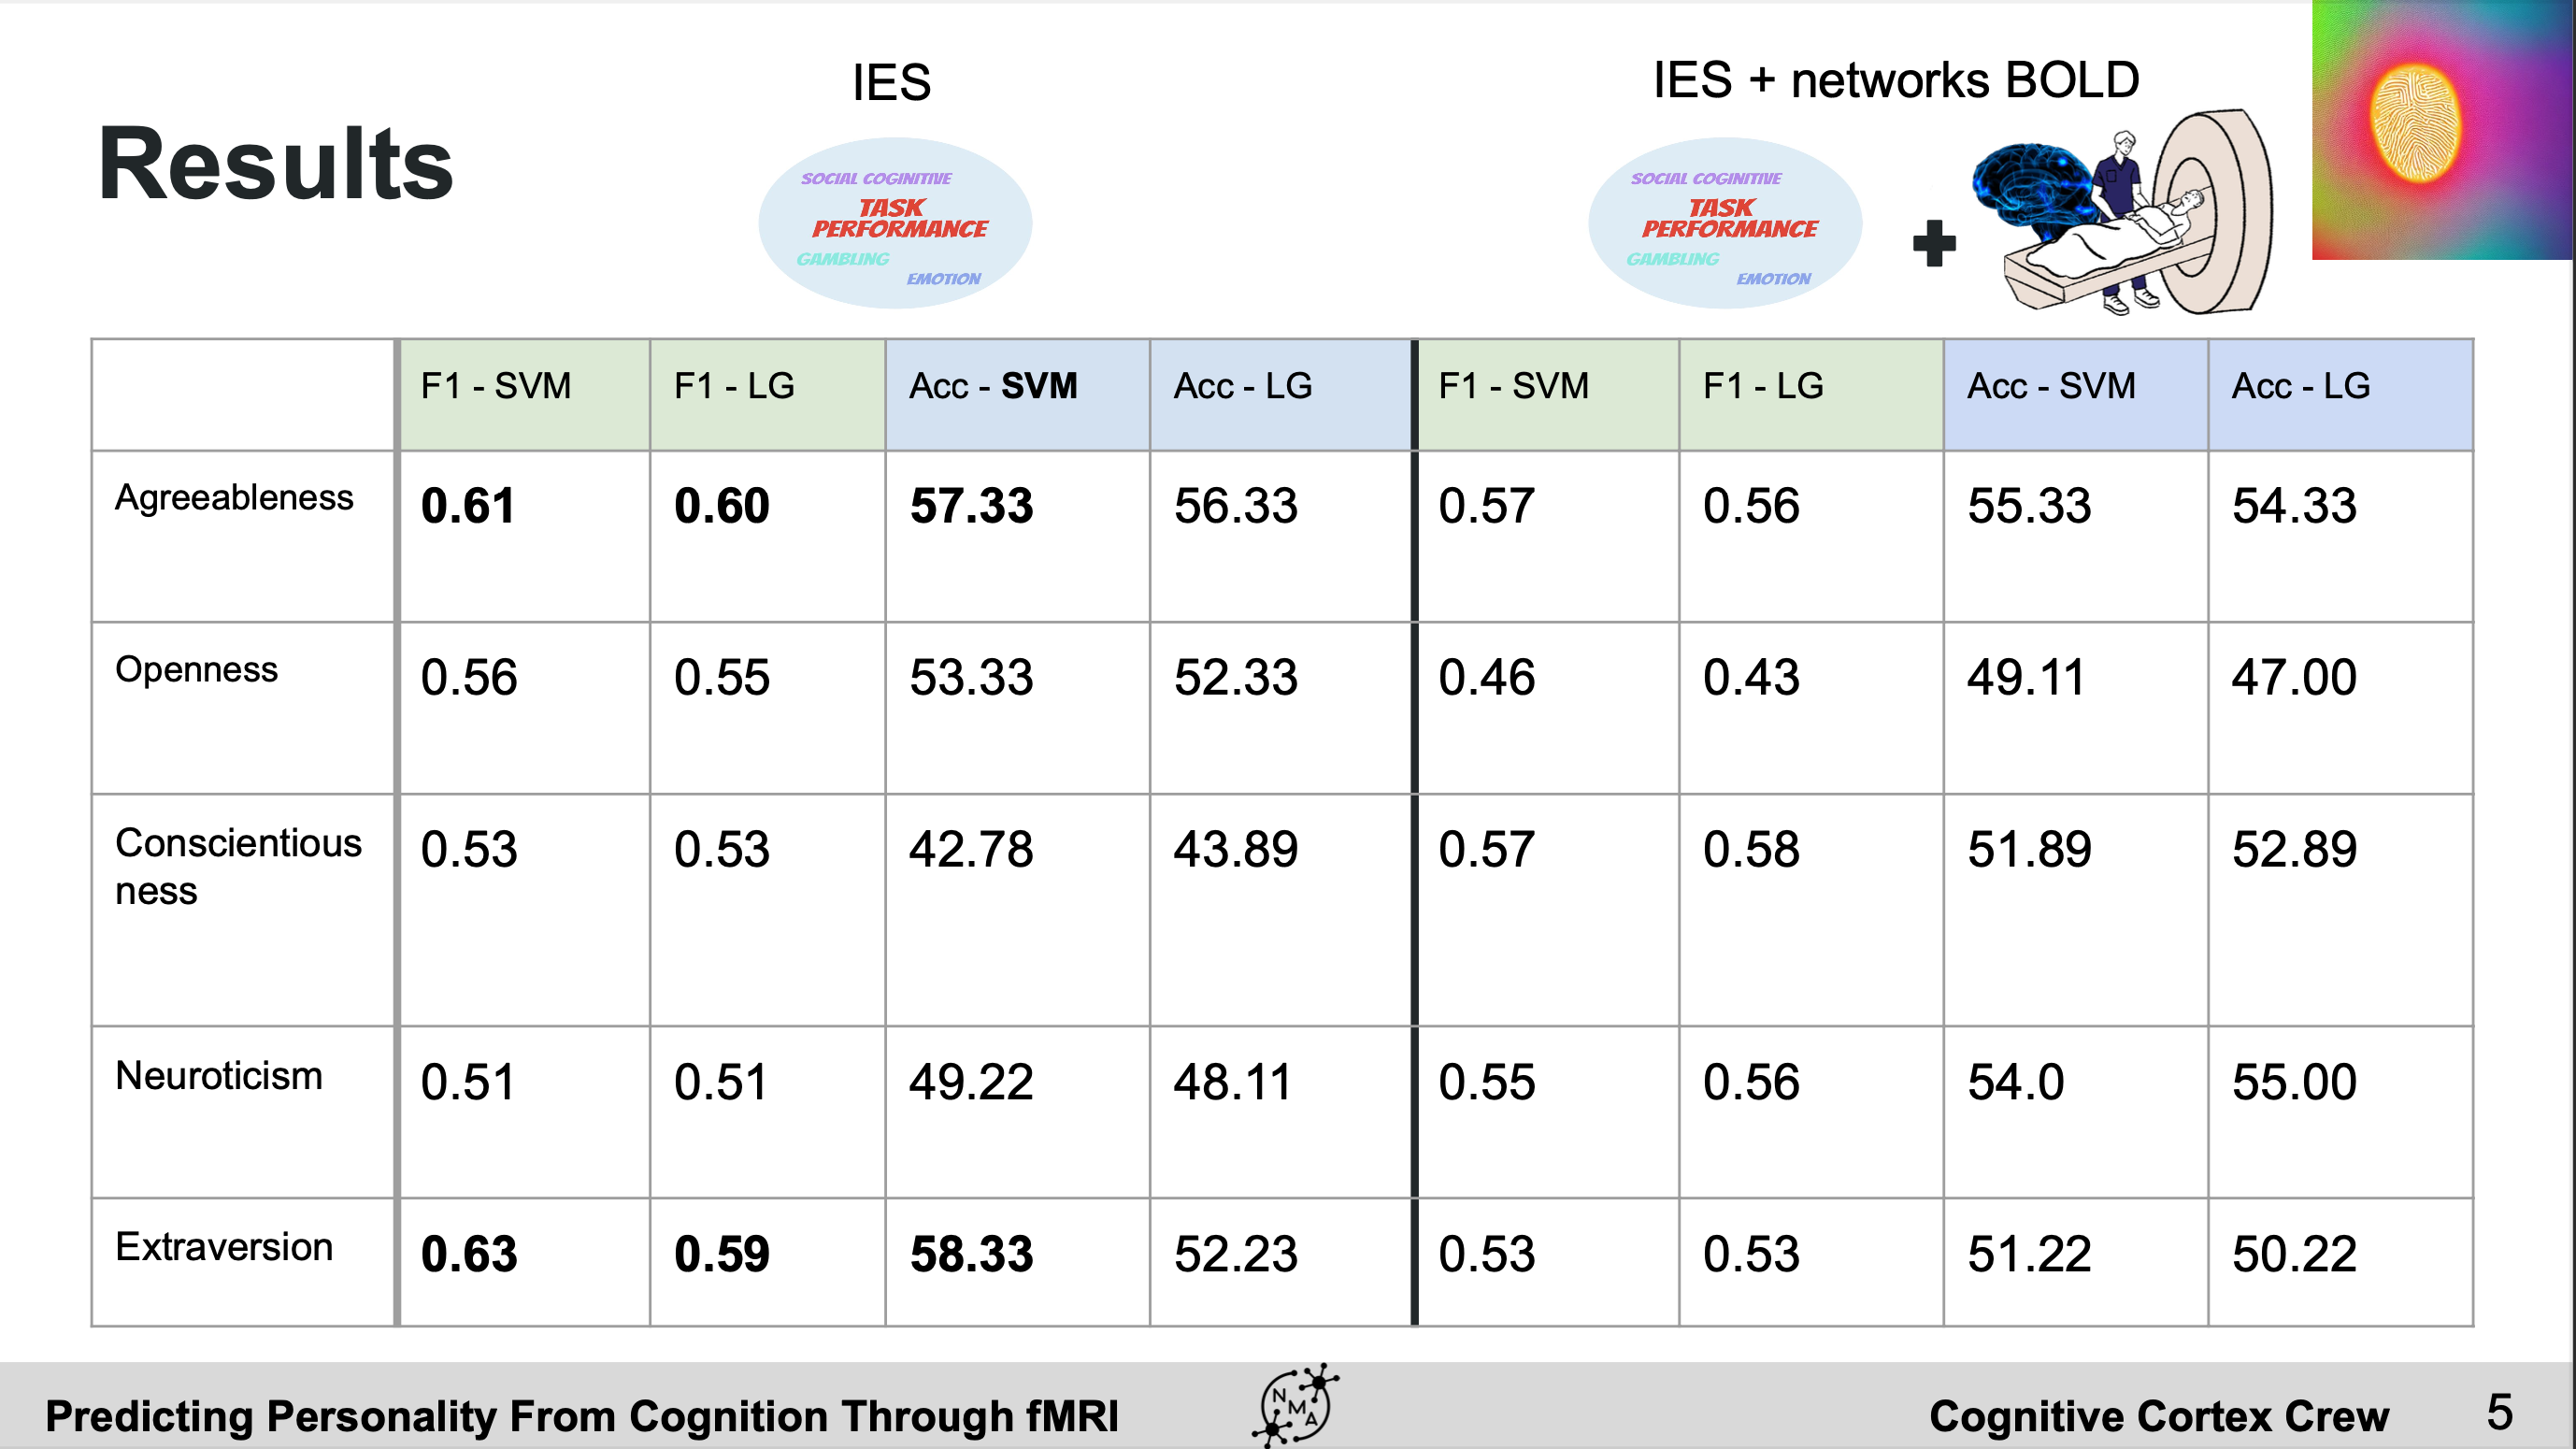 Results
IES
SOCIAL COGINITIVE
TASK
PERFORMANCE
GAMBLING
EMOTION
IES + networks BOLD
SOCIAL COGINITIVE
TASK
PERFORMANCE
GAMBLING
EMOTION
F1 - SVM F1 - LG Acc - SVM Acc - LG F1 - SVM F1 - LG Acc - SVM Acc - LG
Agreeableness 0.61 0.60 57.33 56.33 0.57 0.56 55.33 54.33
Openness 0.56 0.55 53.33 52.33 0.46 0.43 49.11 47.00
Conscientious 0.53 0.53 42.78 43.89 0.57 0.58 51.89 52.89
ness
Neuroticism 0.51 0.51 49.22 48.11 0.55 0.56 54.0 55.00
Extraversion 0.63 0.59 58.33 52.23 0.53 0.53 51.22 50.22
Predicting Personality From Cognition Through fMRI
NMA
Cognitive Cortex Crew 5